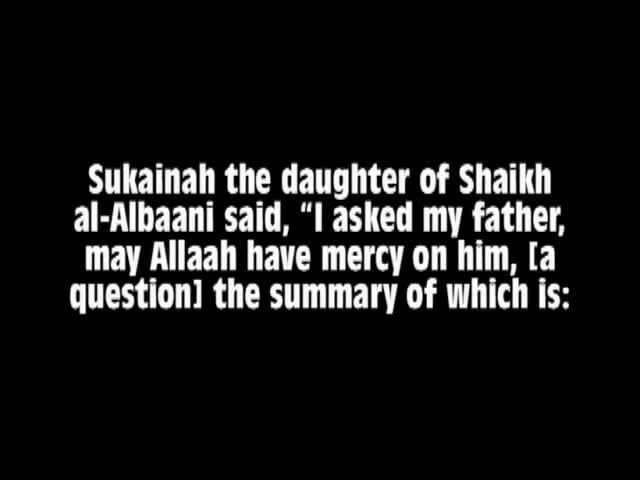 Sukainah the daughter of Shaikh
al-Albaani said, “I asked my father,
may Allaah have mercy on him, [a
question] the summary of which is: